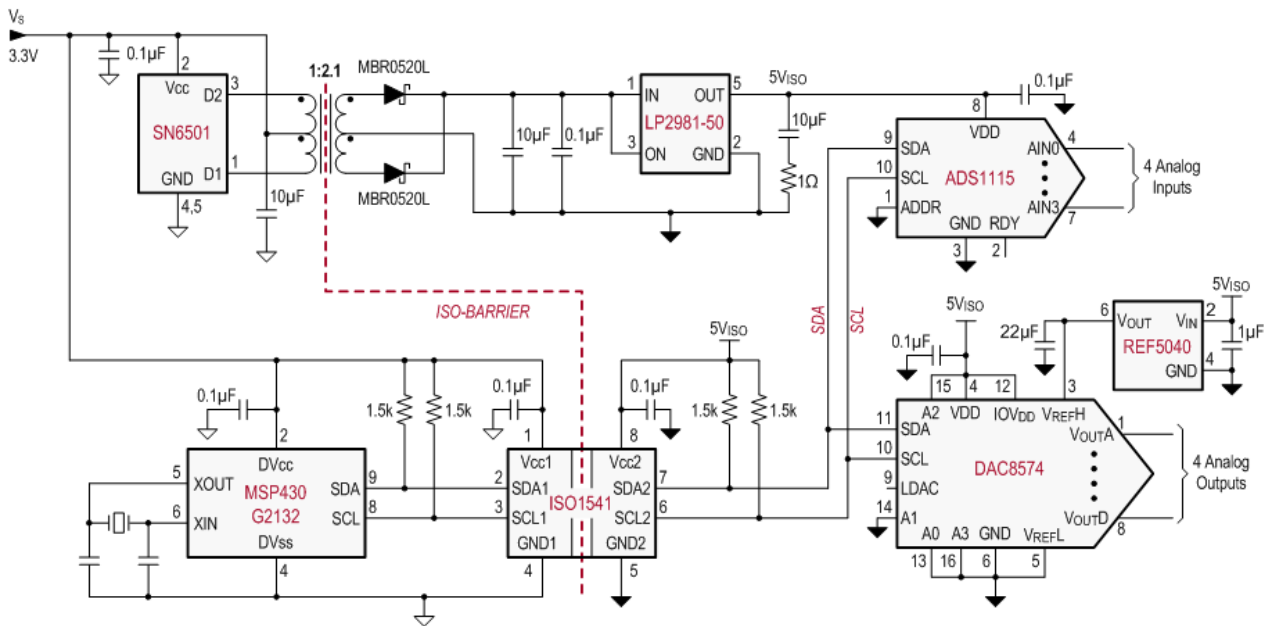 VS
3.3V
0.1µF
2
Vcc
D2
3
SN6501
D1
1
GND
4,5
10µF
1:2.1
MBR0520L
MBR0520L
10µF
0.1µF
1
IN
OUT
5
LP2981-50
3
ON
GND
2
5VISO
10µF
1Ω
0.1µF
8
VDD
9
SDA
AIN0
4
10
SCL
ADS1115
1
ADDR
AIN3
7
GND
RDY
3
2
4 Analog
Inputs
ISO-BARRIER
SDA
SCL
0.1µF
2
DVcc
5
XOUT
MSP430
G2132
SDA
9
6
XIN
SCL
8
DVss
4
1.5k
1.5k
0.1µF
1
Vcc1
2
SDA1
3
SCL1
GND1
4
ISO1541
5VISO
0.1µF
8
Vcc2
SDA2
7
SCL2
6
GND2
5
1.5k
1.5k
5VISO
0.1µF
15
4
12
3
A2
VDD
IOVDD
VREFH
11
SDA
VOUTA
1
10
SCL
DAC8574
9
LDAC
14
A1
VOUTD
8
A0
A3
GND
VREFL
13
16
6
5
4 Analog
Outputs
22µF
5VISO
6
VOUT
VIN
2
REF5040
1µF
GND
4